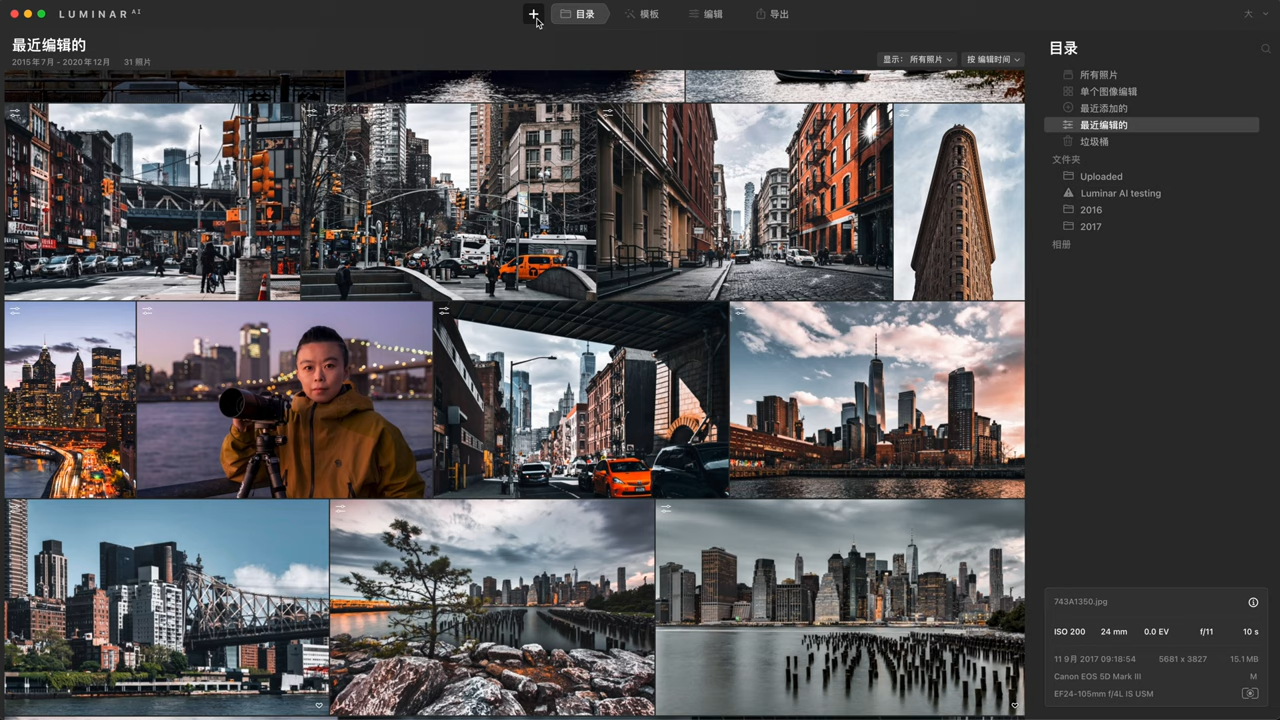 LUMINAR AI
目录
模板
编辑
导出
大
最近编辑的
2015年7月 - 2020年12月
31 照片
显示： 所有照片
按 编辑时间
目录
所有照片
单个图像编辑
最近添加的
最近编辑的
垃圾桶
文件夹
Uploaded
Luminar AI testing
2016
2017
相册
743A1350.jpg
ISO 200
24 mm
0.0 EV
f/11
10 s
11 9月 2017 09:18:54
5681 x 3827
15.1 MB
Canon EOS 5D Mark III
M
EF24-105mm f/4L IS USM